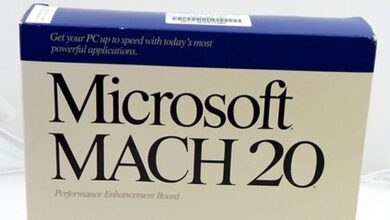 Get your PC up to speed with today's most
powerful applications.
Microsoft
MACH 20
Performance Enhancement Board